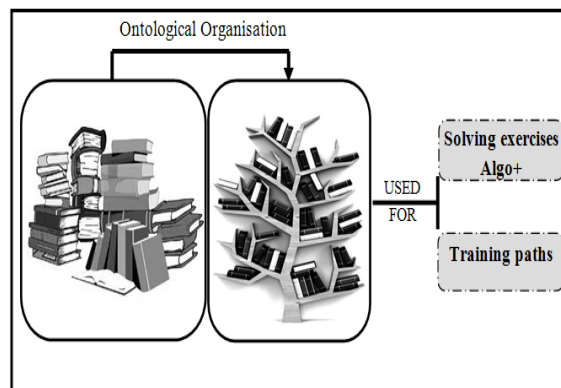 Ontological Organisation
Solving exercises
Algo+
USED
FOR
Training paths